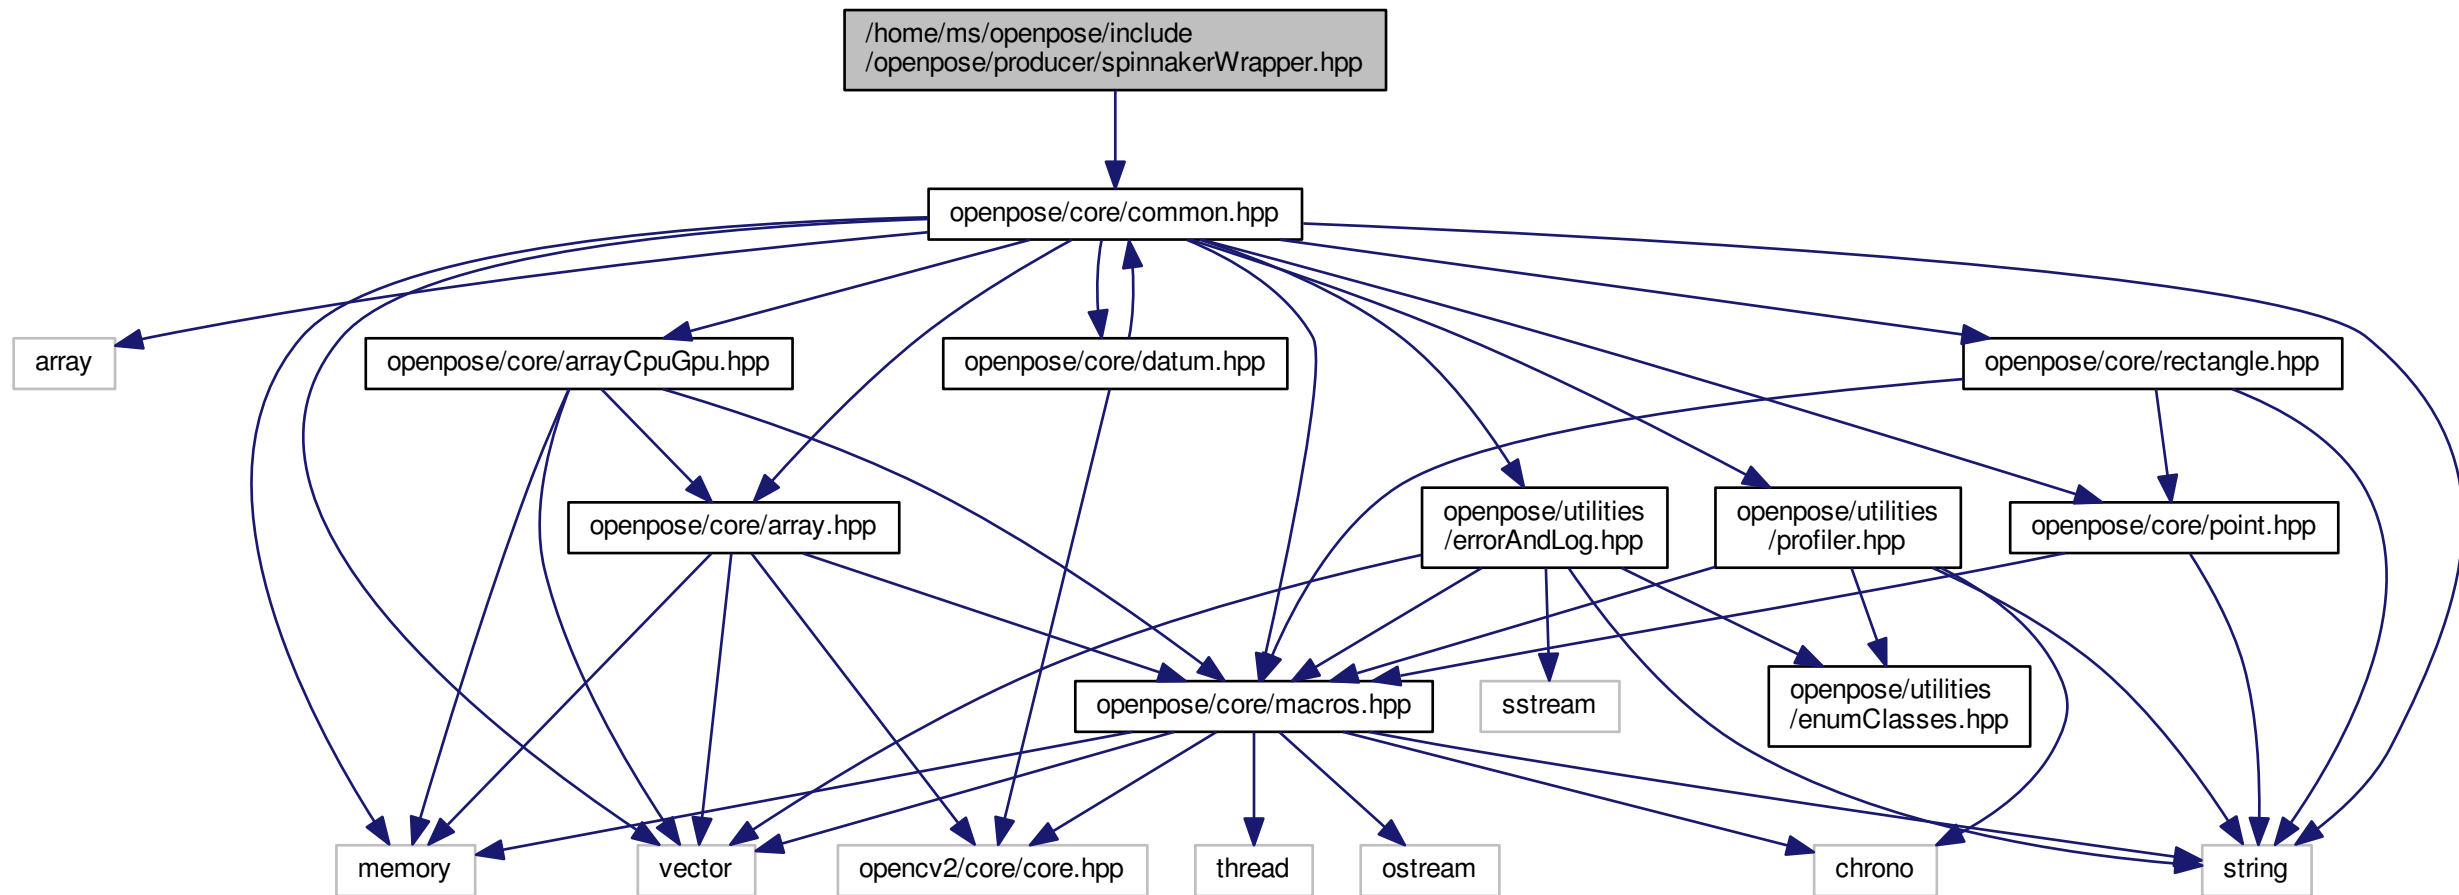 /home/ms/openpose/include
/openpose/producer/spinnakerWrapper.hpp
openpose/core/common.hpp
array
openpose/core/arrayCpuGpu.hpp
openpose/core/datum.hpp
openpose/core/rectangle.hpp
openpose/core/array.hpp
openpose/utilities
/errorAndLog.hpp
openpose/utilities
/profiler.hpp
openpose/core/point.hpp
openpose/core/macros.hpp
sstream
openpose/utilities
/enumClasses.hpp
memory
vector
opencv2/core/core.hpp
thread
ostream
chrono
string